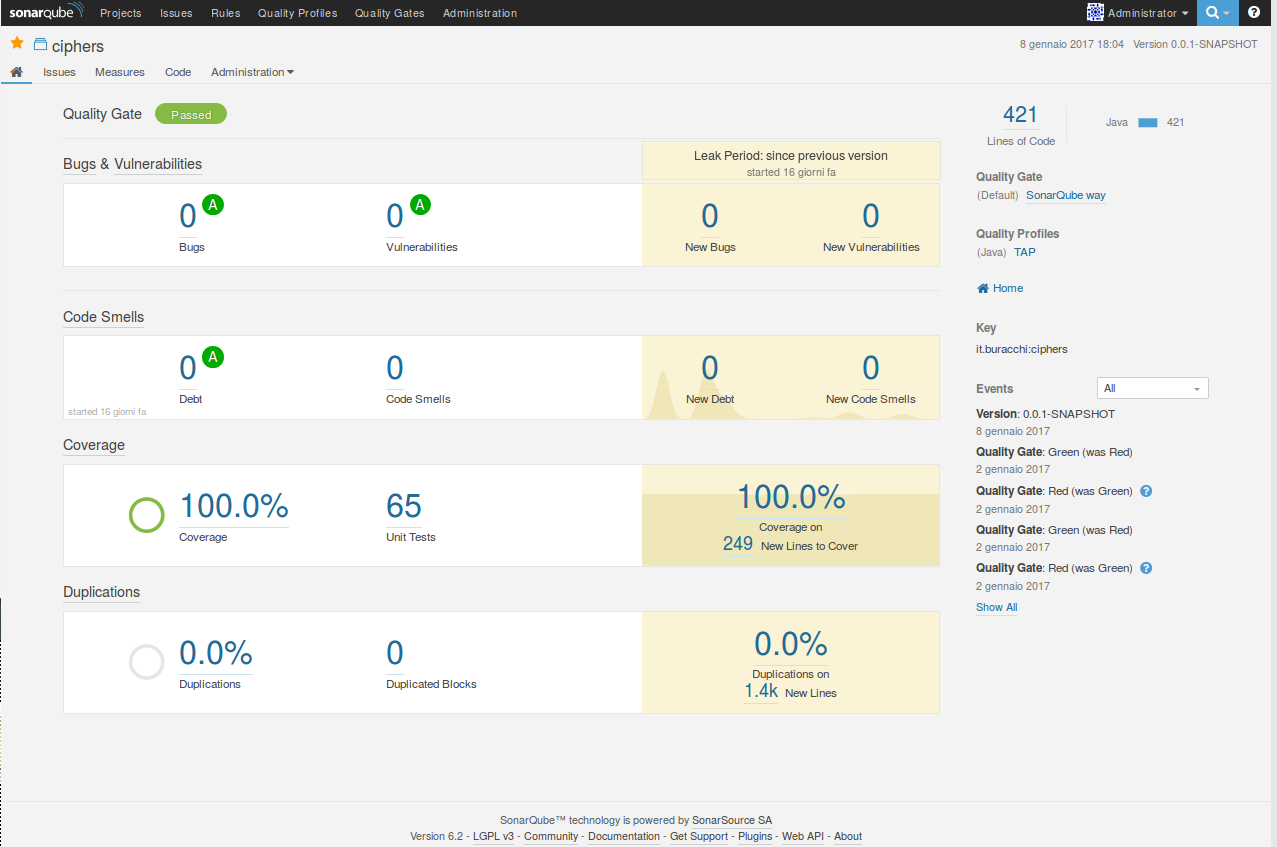 sonarqube Projects Issues Rules Quality Profiles Quality Gates Administration Administrator ?
ciphers
8 gennaio 2017 18:04 Version 0.0.1-SNAPSHOT
Issues Measures Code Administration
Quality Gate Passed
Bugs & Vulnerabilities
Leak Period: since previous version
started 16 giorni fa
0 A 0 A 0 0
Bugs Vulnerabilities New Bugs New Vulnerabilities
Code Smells
0 A 0 0 0
Debt Code Smells New Debt New Code Smells
started 16 giorni fa
Coverage
100.0% 65 100.0%
Coverage Unit Tests Coverage on
249 New Lines to Cover
Duplications
0.0% 0 0.0%
Duplications Duplicated Blocks Duplications on
1.4k New Lines
421
Lines of Code
Java 421
Quality Gate
(Default) SonarQube way
Quality Profiles
(Java) TAP
Home
Key
it.buracchi:ciphers
Events All
Version: 0.0.1-SNAPSHOT
8 gennaio 2017
Quality Gate: Green (was Red)
2 gennaio 2017
Quality Gate: Red (was Green) ?
2 gennaio 2017
Quality Gate: Green (was Red)
2 gennaio 2017
Quality Gate: Red (was Green) ?
2 gennaio 2017
Show All
SonarQube™ technology is powered by SonarSource SA
Version 6.2 - LGPL v3 - Community - Documentation - Get Support - Plugins - Web API - About